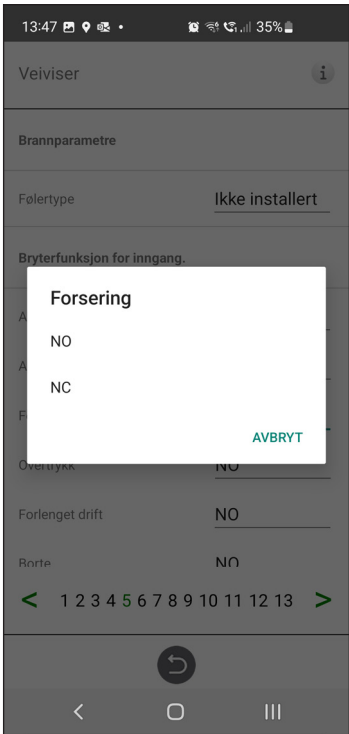 13:47 35%
Veiviser i
Brannparametre
Følertype Ikke installert
Bryterfunksjon for inngang.
A
Forsering
NO
A
NC
F
AVBRYT
Overtrykk NO
Forlenget drift NO
Borte NO
< 1 2 3 4 5 6 7 8 9 10 11 12 13 >